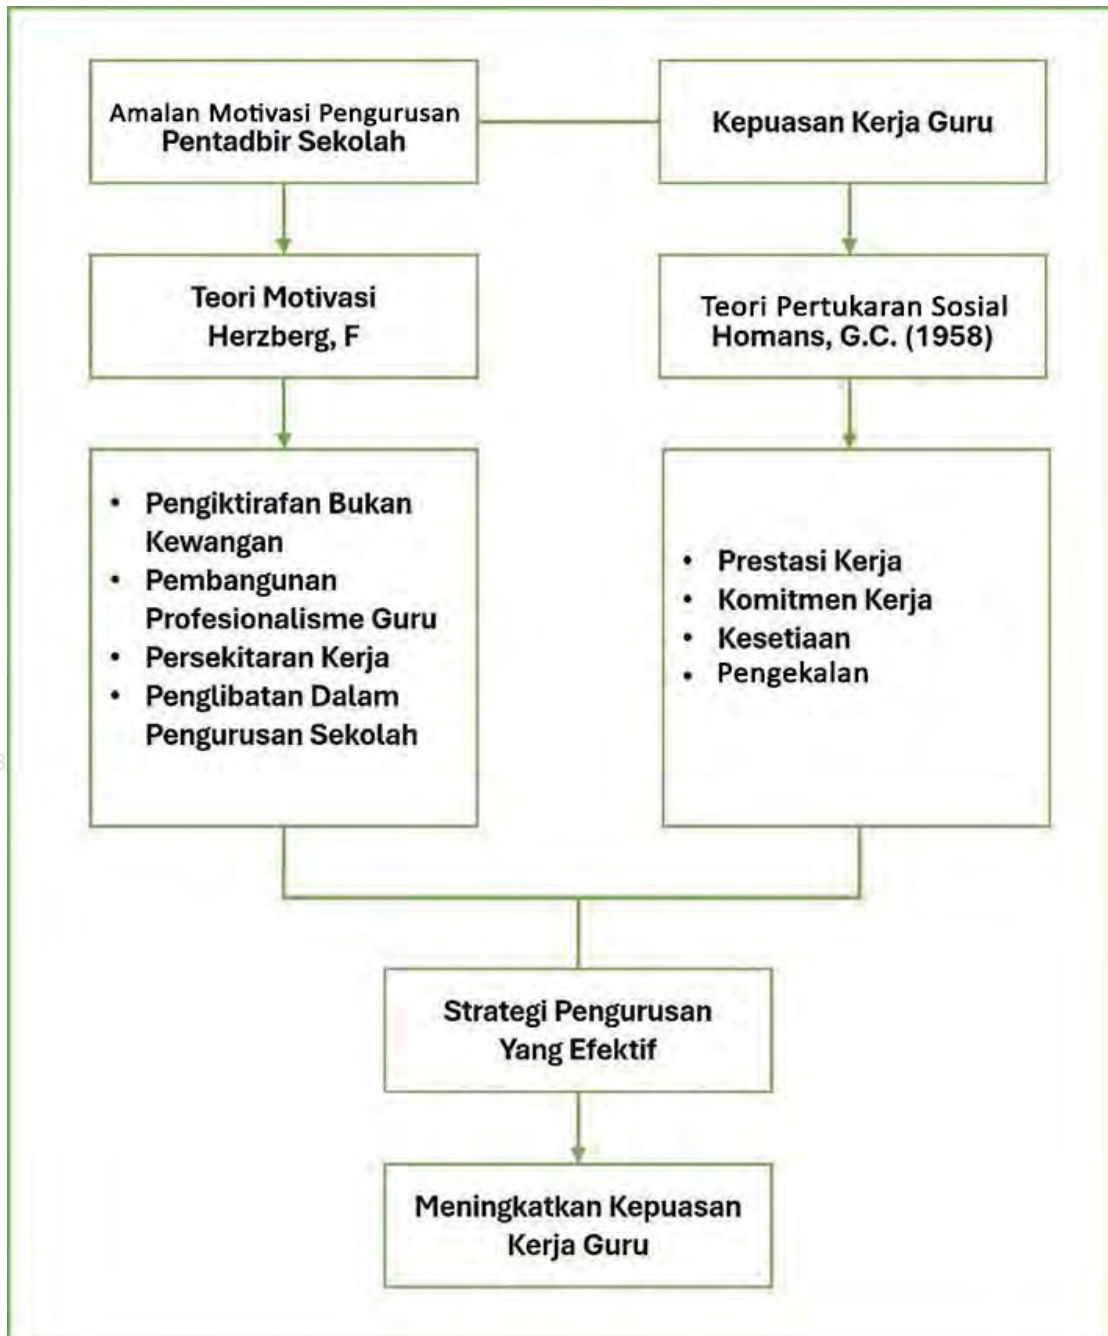 Amalan Motivasi Pengurusan
Pentadbir Sekolah
Kepuasan Kerja Guru
Teori Motivasi
Herzberg, F
Teori Pertukaran Sosial
Homans, G.C. (1958)
• Pengiktirafan Bukan
Kewangan
• Pembangunan
Profesionalisme Guru
• Persekitaran Kerja
• Penglibatan Dalam
Pengurusan Sekolah
• Prestasi Kerja
• Komitmen Kerja
• Kesetiaan
• Pengekalan
Strategi Pengurusan
Yang Efektif
Meningkatkan Kepuasan
Kerja Guru